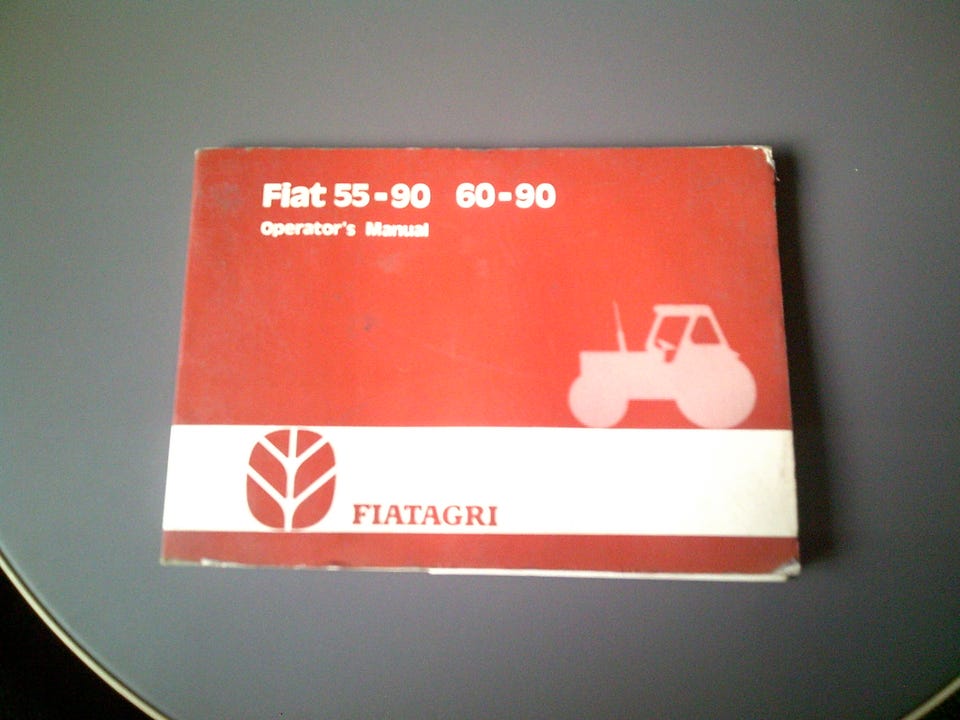 Fiat 55-90 60-90
Operator's Manual
FIATAGRI